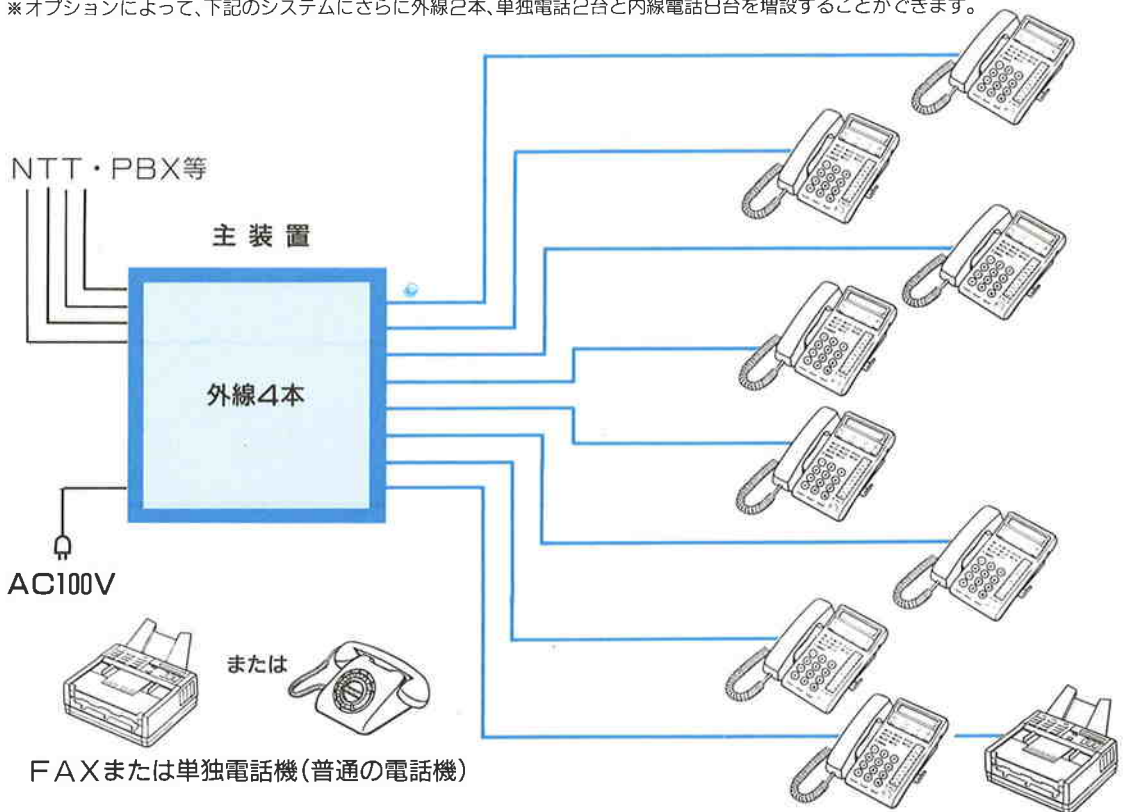 ※オプションによって、下記のシステムにさらに外線2本、単独電話2台と内線電話8台を増設することができます。
NTT・PBX等
主装置
外線4本
AC100V
または
FAXまたは単独電話機(普通の電話機)